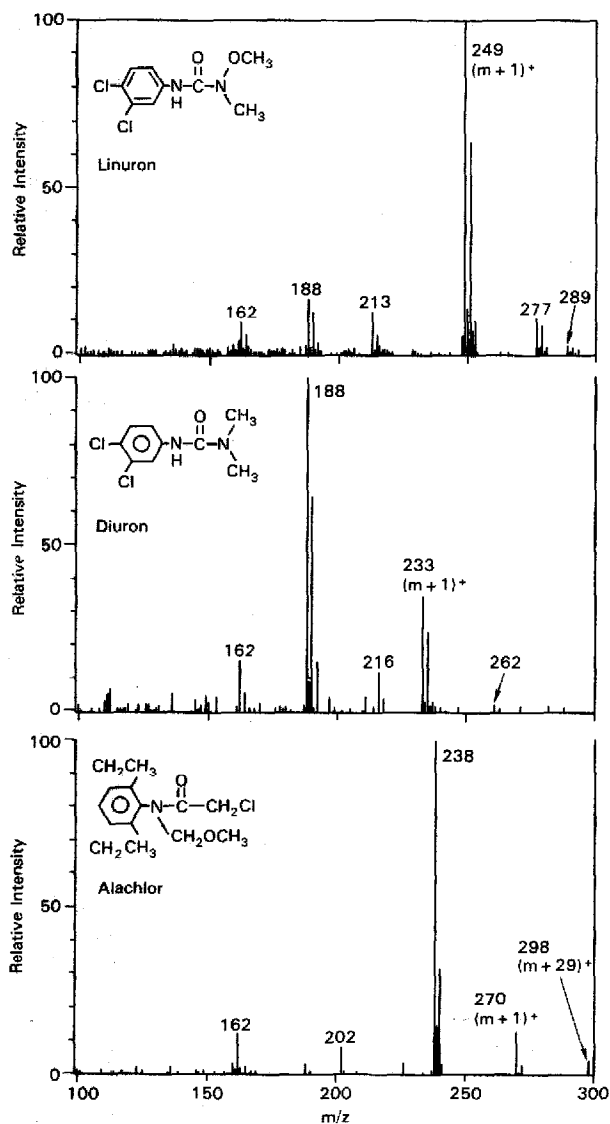 100
249
(m + 1)⁺
O OCH₃
Cl NH C N
H CH₃
Cl
Linuron
Relative Intensity
50
188
213
162
277
289
0
100
188
O CH₃
Cl N C N
H CH₃
Cl
Diuron
Relative Intensity
50
233
(m + 1)⁺
162
216
262
0
100
238
CH₂CH₃
O
N C CH₂Cl
CH₂OCH₃
CH₂CH₃
Alachlor
Relative Intensity
50
298
(m + 29)⁺
270
(m + 1)⁺
162
202
0
100 150 200 250 300
m/z